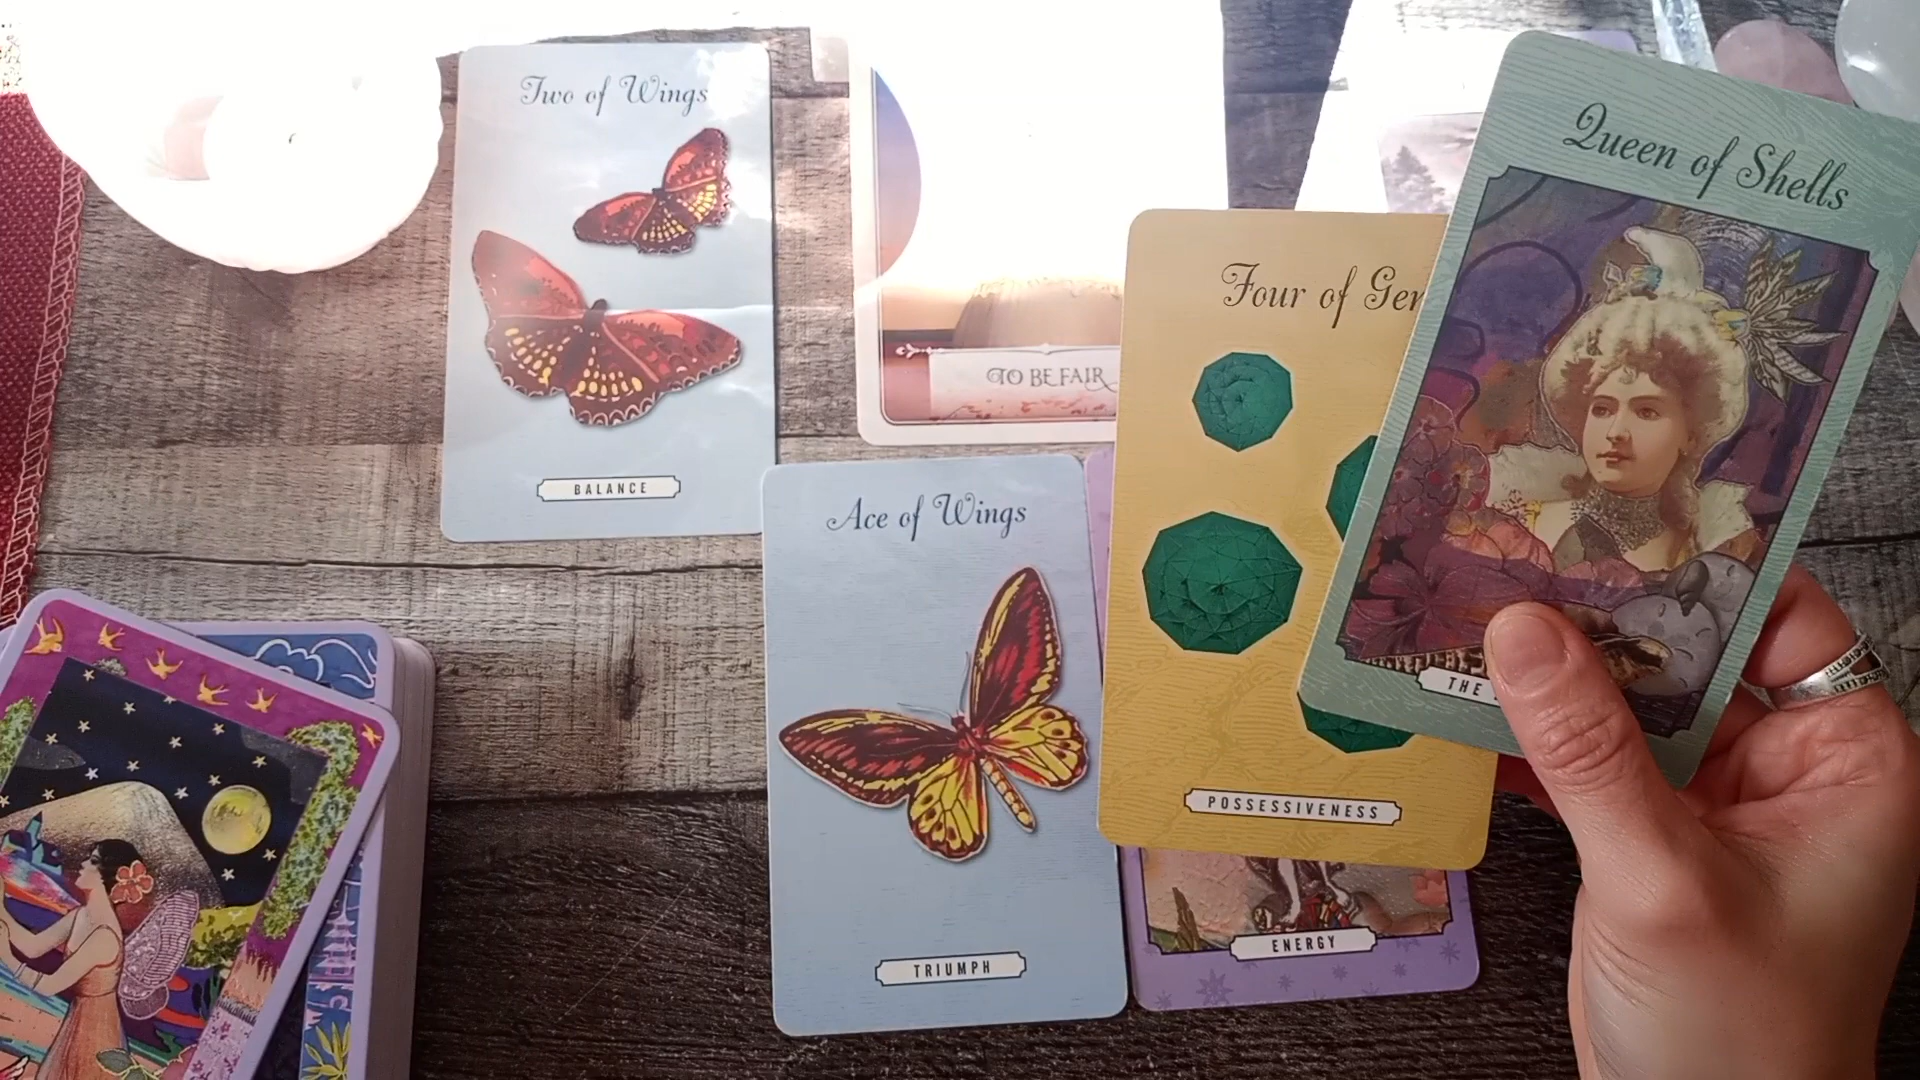 Two of Wings
BALANCE
TO BE FAIR
Ace of Wings
TRIUMPH
Four of
POSSESSIVENESS
ENERGY
Queen of Shells
THE